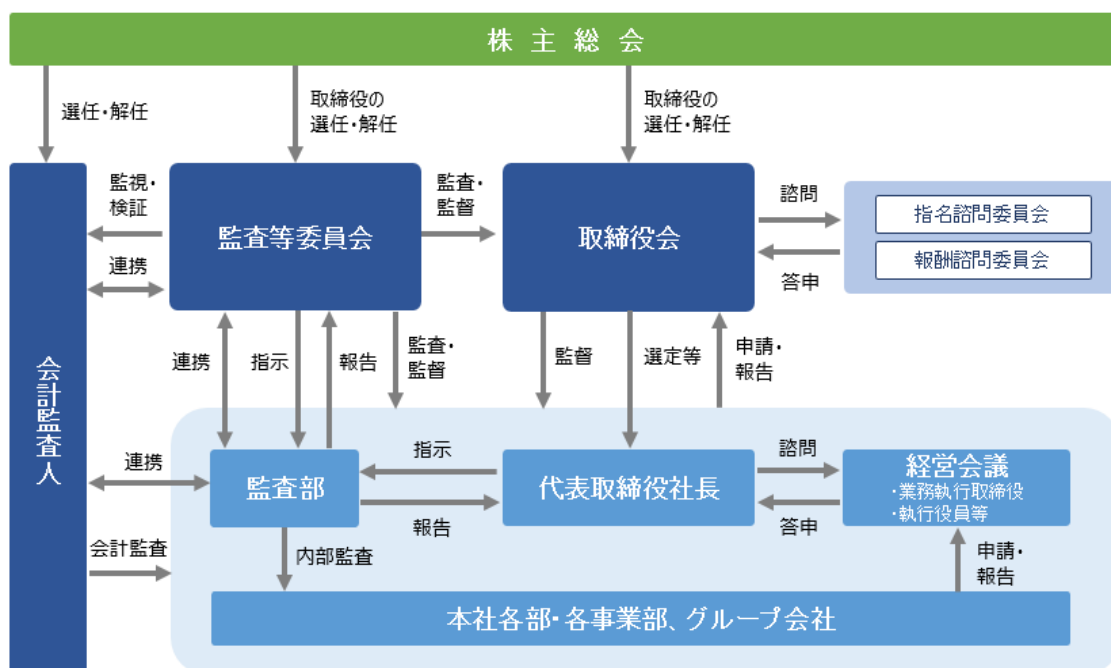 株主総会
選任・解任
取締役の
選任・解任
取締役の
選任・解任
監視・
検証
監査等委員会
監査・
監督
取締役会
諮問
指名諮問委員会
報酬諮問委員会
答申
連携
会計監査人
連携
指示
報告
監査・
監督
監督
選定等
申請・
報告
連携
監査部
指示
報告
代表取締役社長
諮問
答申
経営会議
・業務執行取締役
・執行役員等
会計監査
内部監査
申請・
報告
本社各部・各事業部、グループ会社